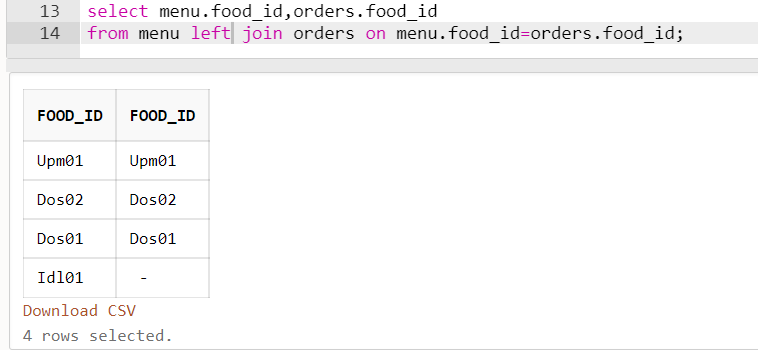 13 select menu.food_id,orders.food_id
14 from menu left join orders on menu.food_id=orders.food_id;
FOOD_ID FOOD_ID
Upm01 Upm01
Dos02 Dos02
Dos01 Dos01
Idl01 -
Download CSV
4 rows selected.